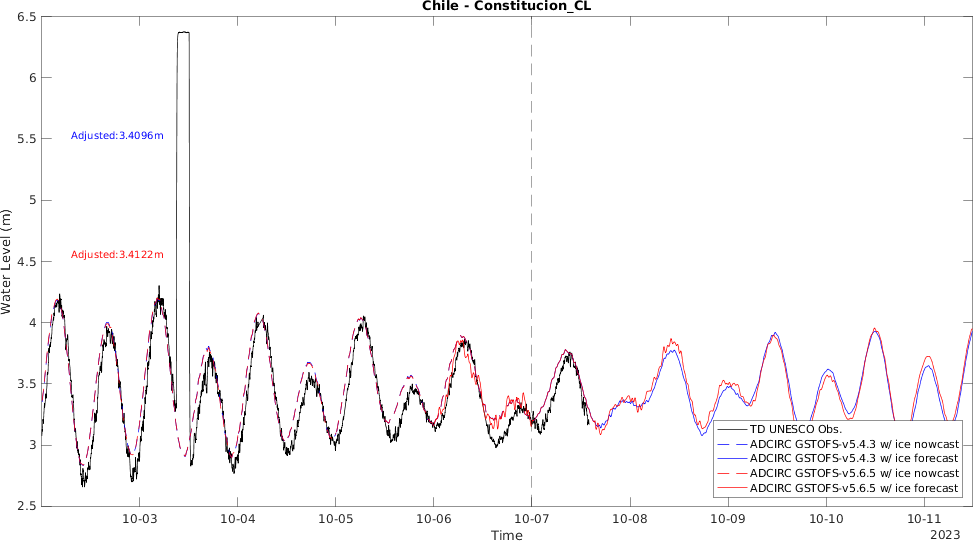 Chile - Constitucion_CL
6.5
6
5.5
5
4.5
4
3.5
3
2.5
Water Level (m)
Adjusted:3.4096m
Adjusted:3.4122m
TD UNESCO Obs.
ADCIRC GSTOFS-v5.4.3 w/ ice nowcast
ADCIRC GSTOFS-v5.4.3 w/ ice forecast
ADCIRC GSTOFS-v5.6.5 w/ ice nowcast
ADCIRC GSTOFS-v5.6.5 w/ ice forecast
10-03 10-04 10-05 10-06 10-07 10-08 10-09 10-10 10-11
Time
2023